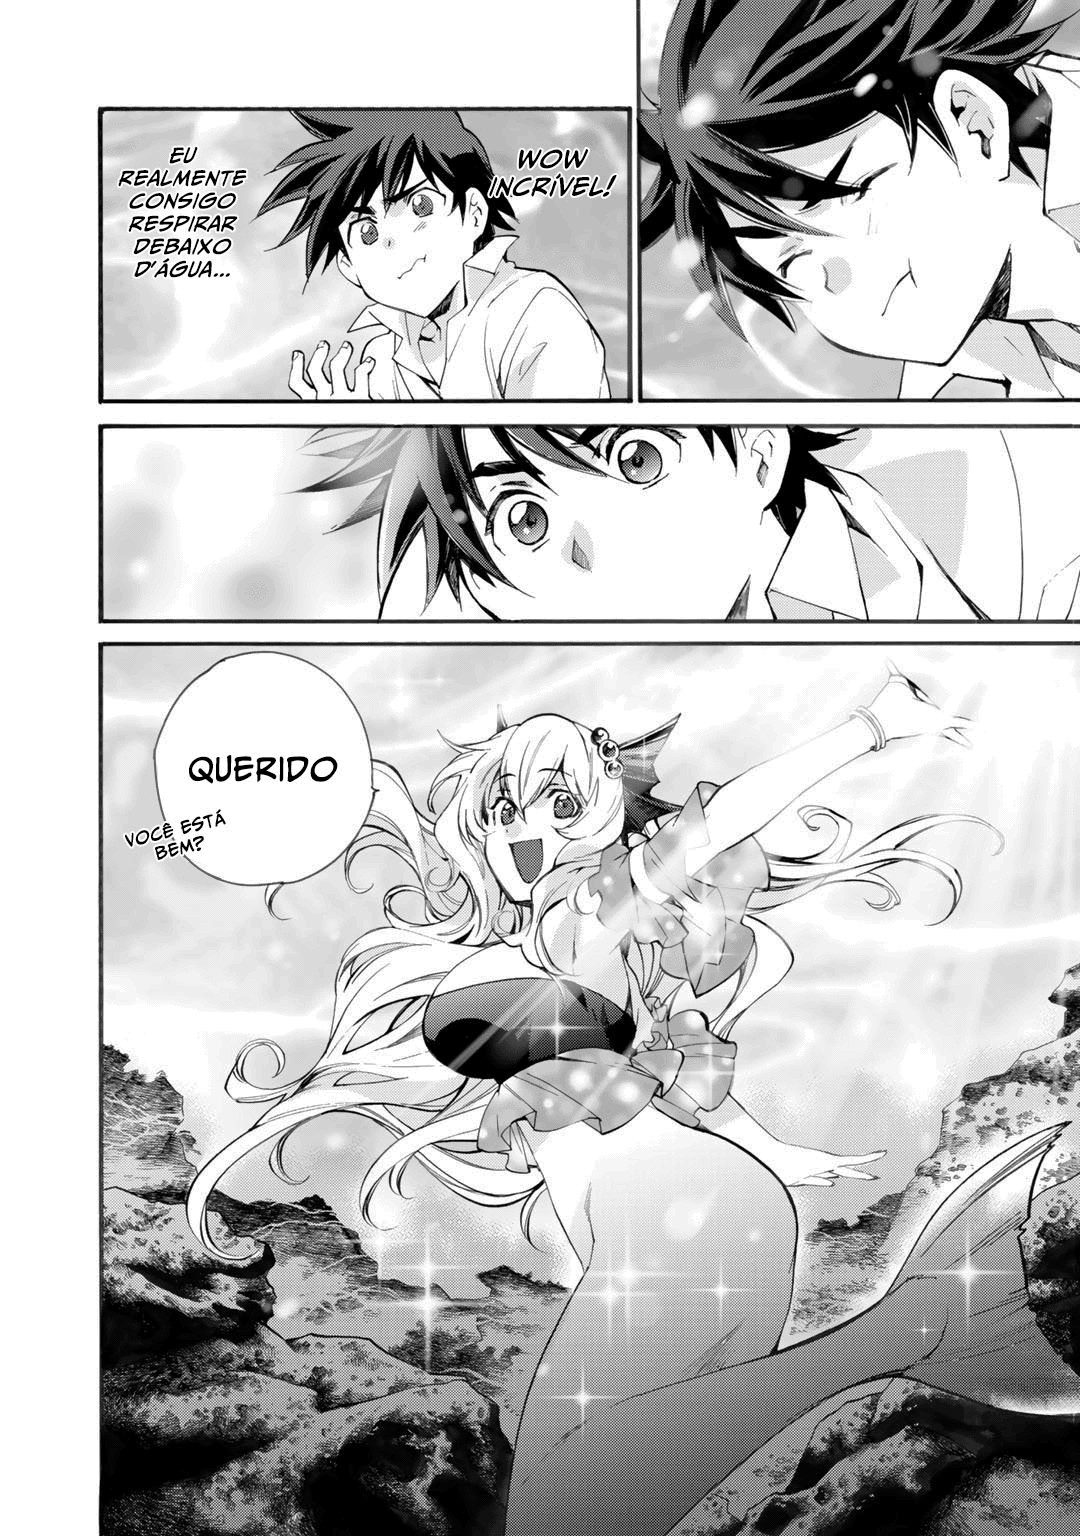 WOW
INCRÍVEL!
EU
REALMENTE
CONSIGO
RESPIRAR
DEBAIXO
D'ÁGUA...
QUERIDO
VOCÊ ESTÁ
BEM?